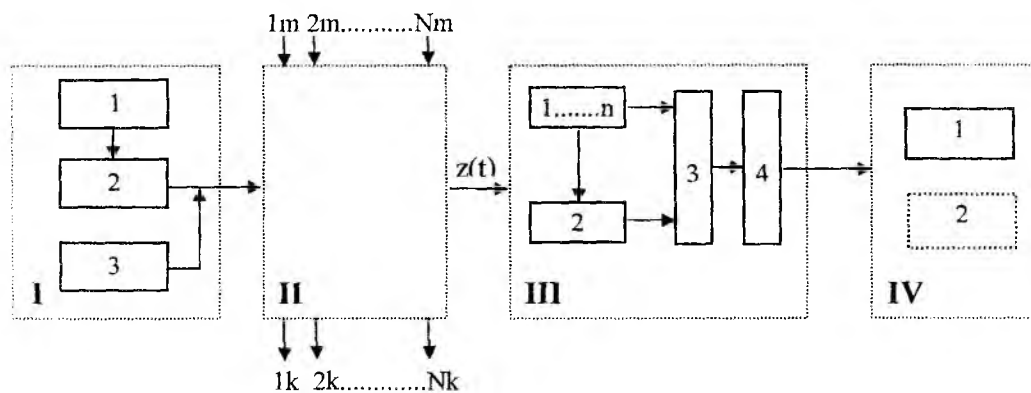 1m 2m...........Nm
1
2
3
I
II
z(t)
1.......n
2
3
4
III
1
2
IV
1k 2k.............Nk